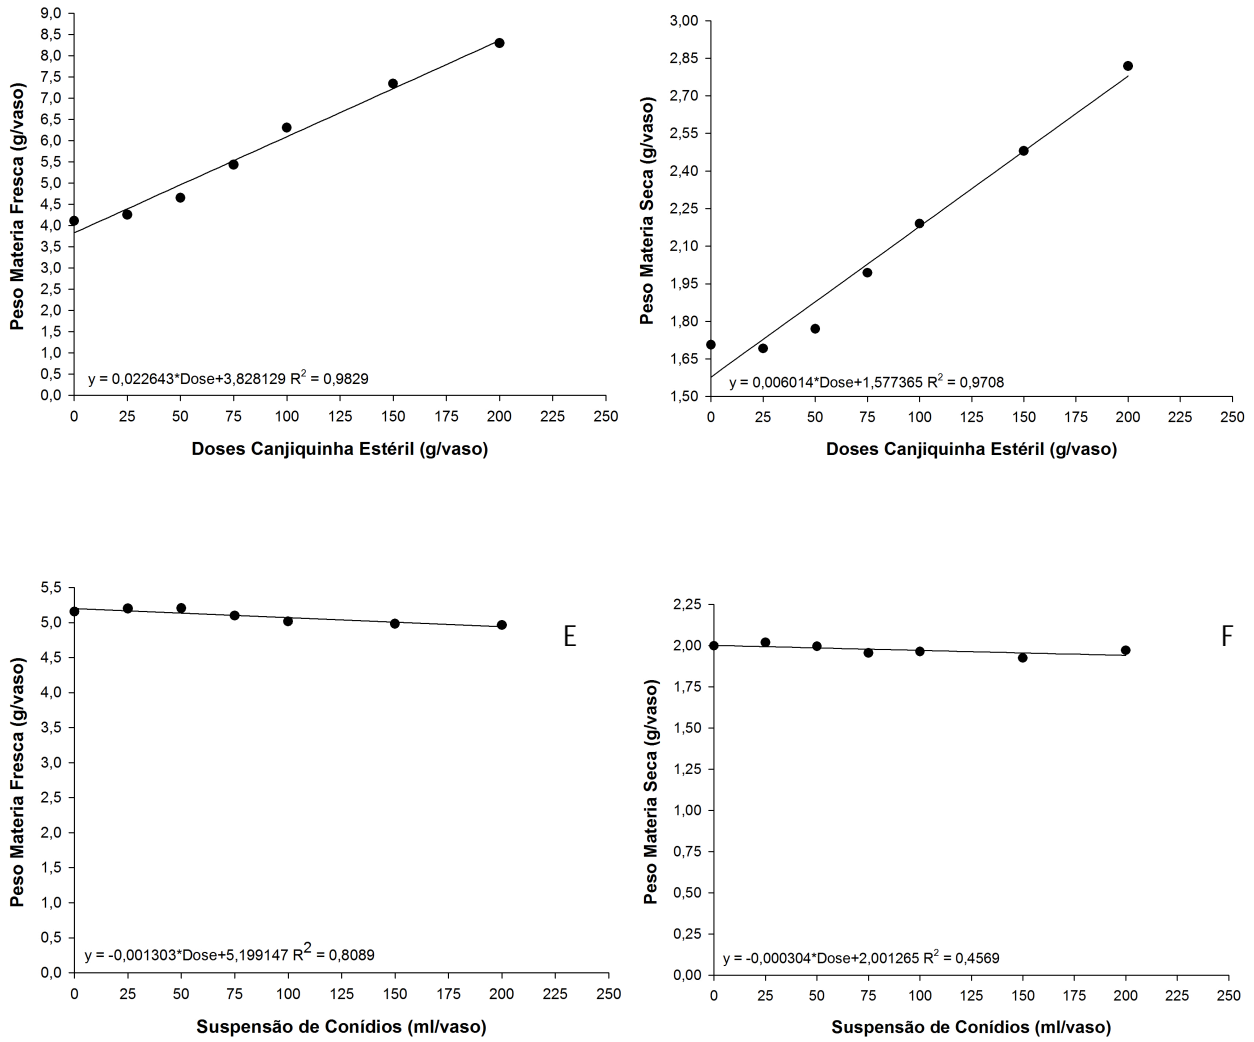 9,0
8,5
8,0
7,5
7,0
6,5
6,0
5,5
5,0
4,5
4,0
3,5
3,0
2,5
2,0
1,5
1,0
0,5
0,0
Peso Materia Fresca (g/vaso)
y = 0,022643*Dose+3,828129 R² = 0,9829
0 25 50 75 100 125 150 175 200 225 250
Doses Canjiquinha Estéril (g/vaso)
3,00
2,85
2,70
2,55
2,40
2,25
2,10
1,95
1,80
1,65
1,50
Peso Materia Seca (g/vaso)
y = 0,006014*Dose+1,577365 R² = 0,9708
0 25 50 75 100 125 150 175 200 225 250
Doses Canjiquinha Estéril (g/vaso)
5,5
5,0
4,5
4,0
3,5
3,0
2,5
2,0
1,5
1,0
0,5
0,0
Peso Materia Fresca (g/vaso)
E
y = -0,001303*Dose+5,199147 R² = 0,8089
0 25 50 75 100 125 150 175 200 225 250
Suspensão de Conídios (ml/vaso)
2,25
2,00
1,75
1,50
1,25
1,00
0,75
0,50
0,25
0,00
Peso Materia Seca (g/vaso)
F
y = -0,000304*Dose+2,001265 R² = 0,4569
0 25 50 75 100 125 150 175 200 225 250
Suspensão de Conídios (ml/vaso)